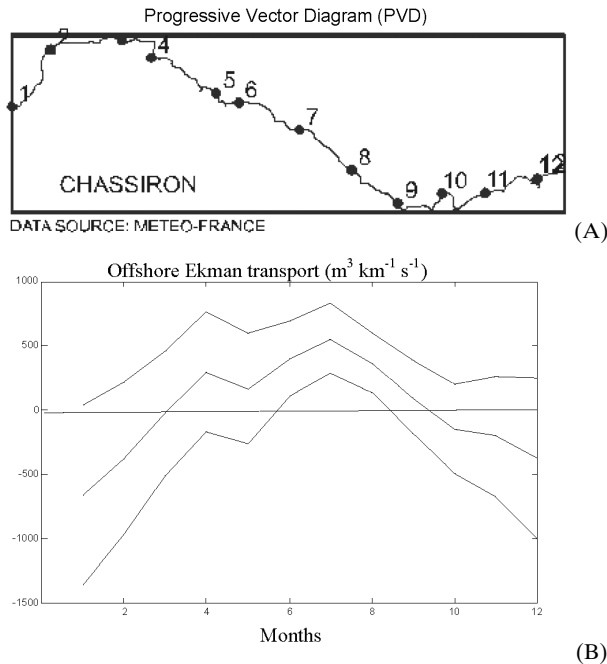 Progressive Vector Diagram (PVD)
1 4 5 6 7 8 9 10 11 12
CHASSIRON
DATA SOURCE: METEO-FRANCE
(A)
Offshore Ekman transport (m³ km⁻¹ s⁻¹)
1000
500
0
-500
-1000
-1500
2 4 6 8 10 12
Months
(B)